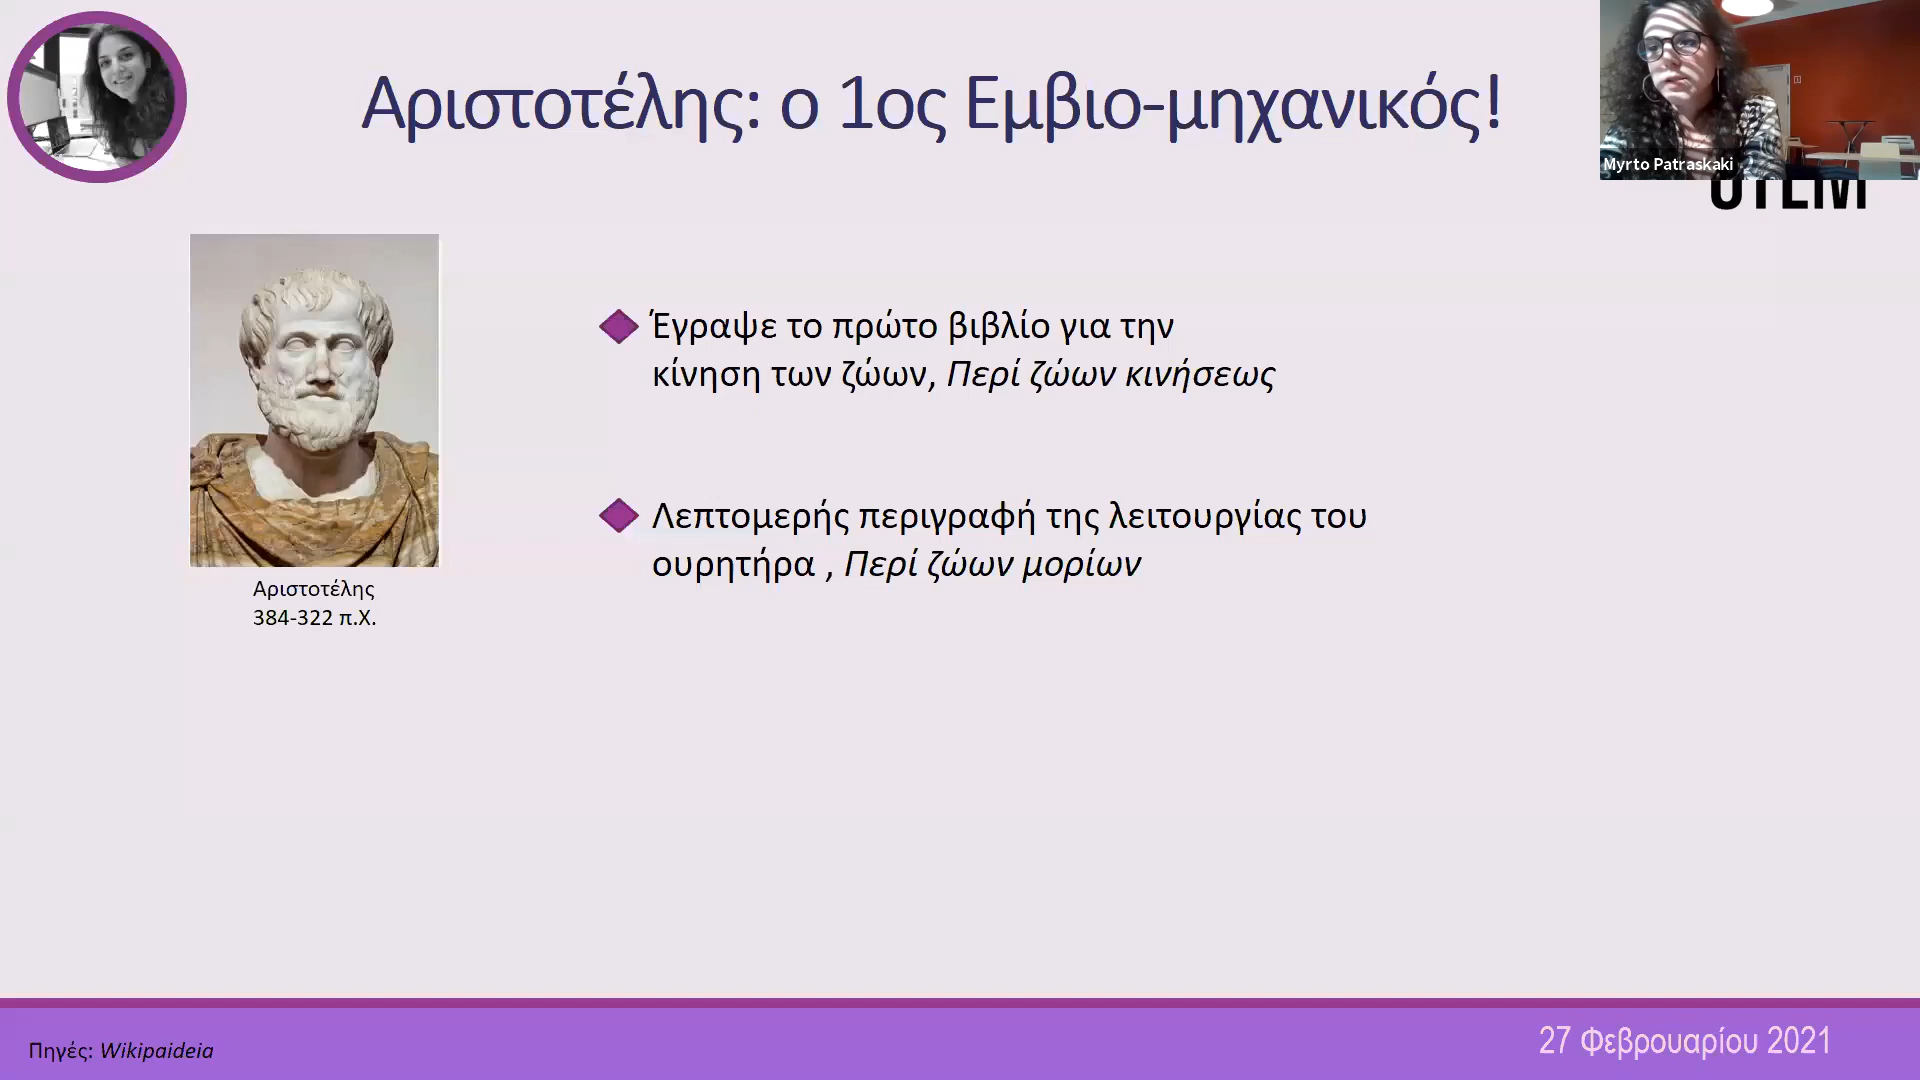 Αριστοτέλης: ο 1ος Εμβιο-μηχανικός!
Myrto Patraskaki
STEM
Έγραψε το πρώτο βιβλίο για την
κίνηση των ζώων, Περί ζώων κινήσεως
Λεπτομερής περιγραφή της λειτουργίας του
ουρητήρα , Περί ζώων μορίων
Αριστοτέλης
384-322 π.Χ.
Πηγές: Wikipaideia
27 Φεβρουαρίου 2021